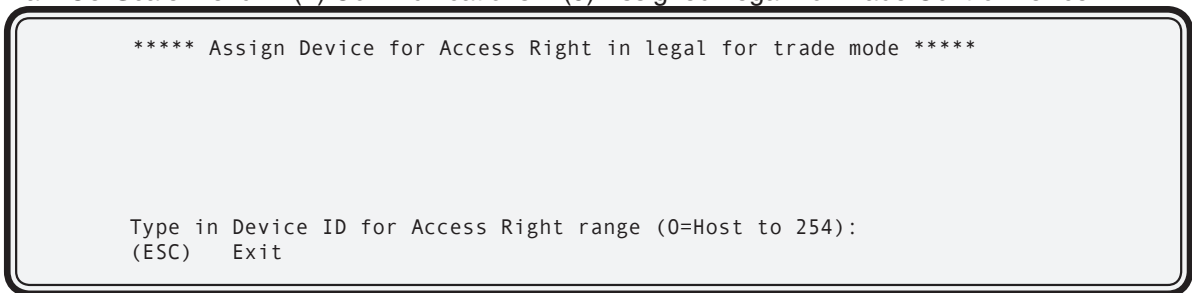 ***** Assign Device for Access Right in legal for trade mode *****
Type in Device ID for Access Right range (0=Host to 254):
(ESC) Exit